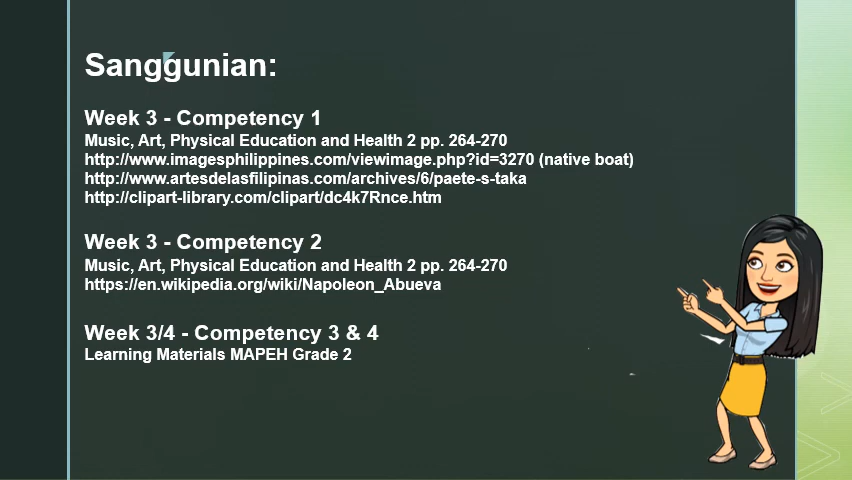 Sanggunian:
Week 3 - Competency 1
Music, Art, Physical Education and Health 2 pp. 264-270
http://www.imagesphilippines.com/viewimage.php?id=3270 (native boat)
http://www.artesdelasfilipinas.com/archives/6/paete-s-taka
http://clipart-library.com/clipart/dc4k7Rnce.htm
Week 3 - Competency 2
Music, Art, Physical Education and Health 2 pp. 264-270
https://en.wikipedia.org/wiki/Napoleon_Abueva
Week 3/4 - Competency 3 & 4
Learning Materials MAPEH Grade 2